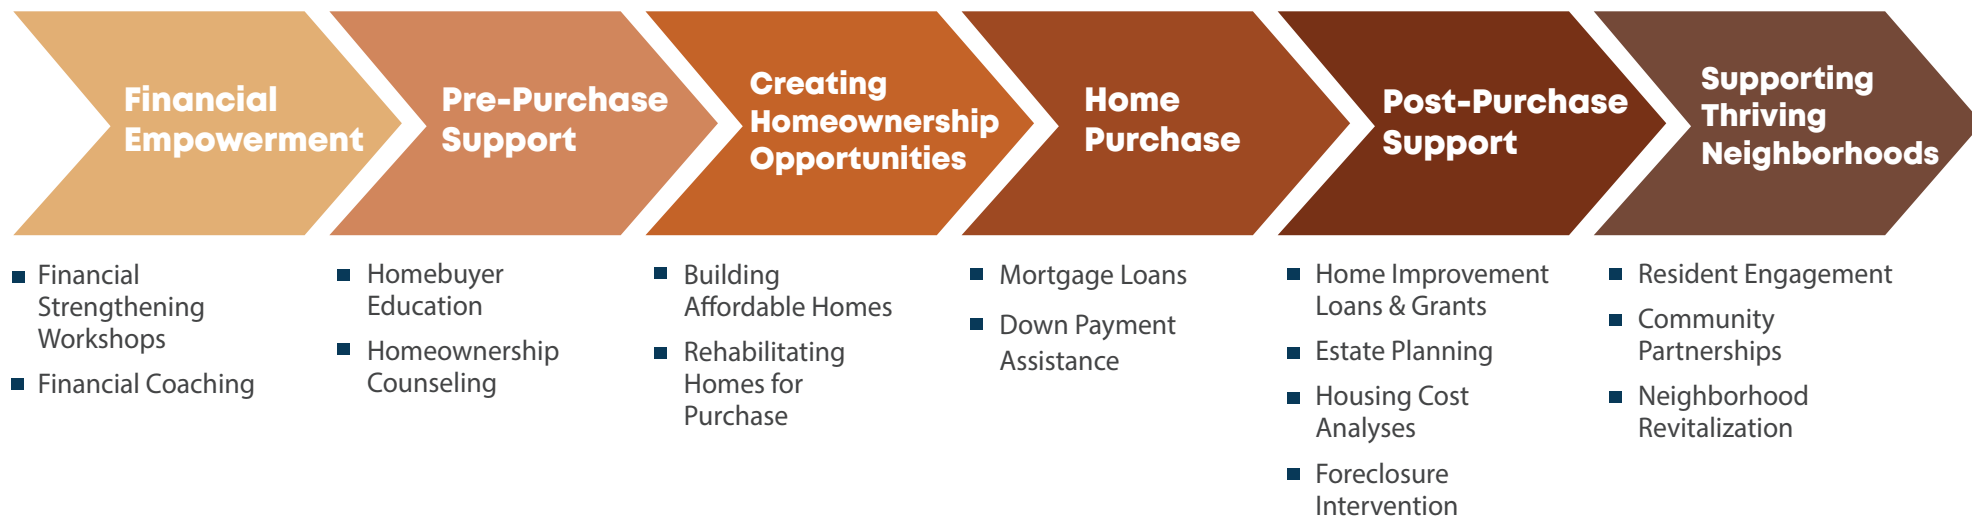 Financial
Empowerment
Pre-Purchase
Support
Creating
Homeownership
Opportunities
Home
Purchase
Post-Purchase
Support
Supporting
Thriving
Neighborhoods
Financial
Strengthening
Workshops
Financial Coaching
Homebuyer
Education
Homeownership
Counseling
Building
Affordable Homes
Rehabilitating
Homes for
Purchase
Mortgage Loans
Down Payment
Assistance
Home Improvement
Loans & Grants
Estate Planning
Housing Cost
Analyses
Foreclosure
Intervention
Resident Engagement
Community
Partnerships
Neighborhood
Revitalization